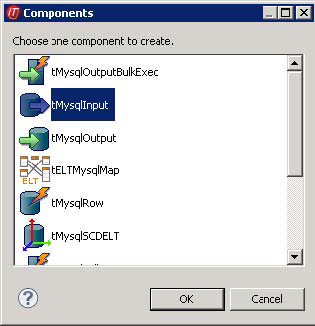 Components
Choose one component to create.
tMysqlOutputBulkExec
tMysqlInput
tMysqlOutput
ELT
tELTMysqlMap
tMysqlRow
tMysqlSCDELT
?
OK
Cancel